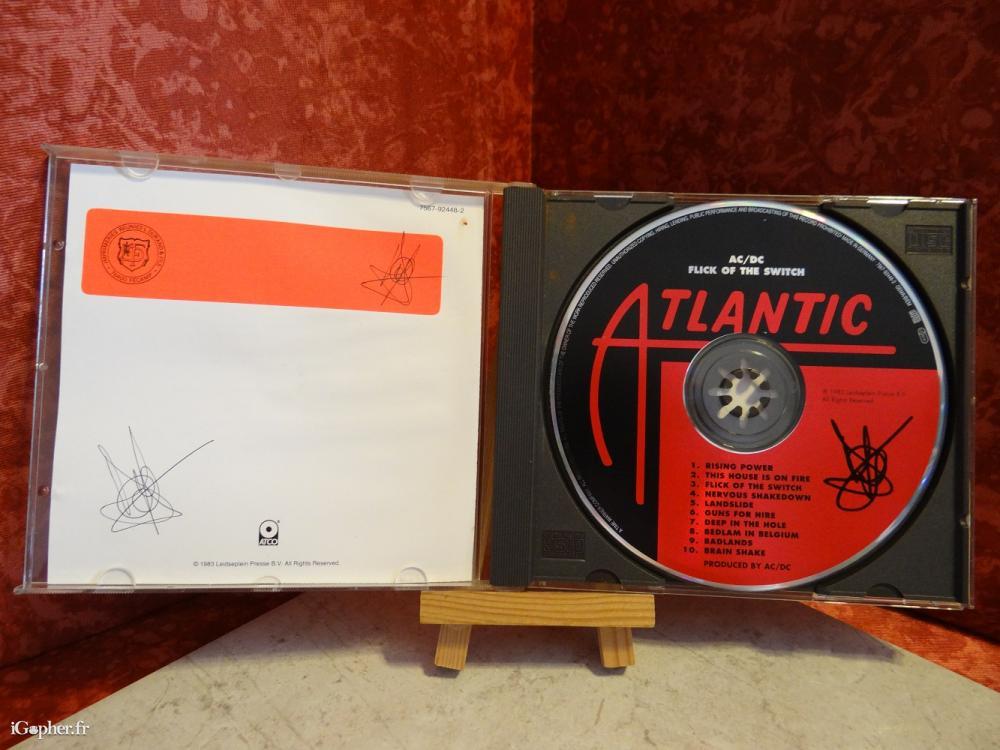 7567-92448-2
ATCO
© 1983 Leidseplein Presse B.V. All Rights Reserved.
AC/DC
FLICK OF THE SWITCH
ATLANTIC
℗ 1983 Leidseplein Presse B.V.
All Rights Reserved
1. RISING POWER
2. THIS HOUSE IS ON FIRE
3. FLICK OF THE SWITCH
4. NERVOUS SHAKEDOWN
5. LANDSLIDE
6. GUNS FOR HIRE
7. DEEP IN THE HOLE
8. BEDLAM IN BELGIUM
9. BADLANDS
10. BRAIN SHAKE
PRODUCED BY AC/DC
iGopher.fr